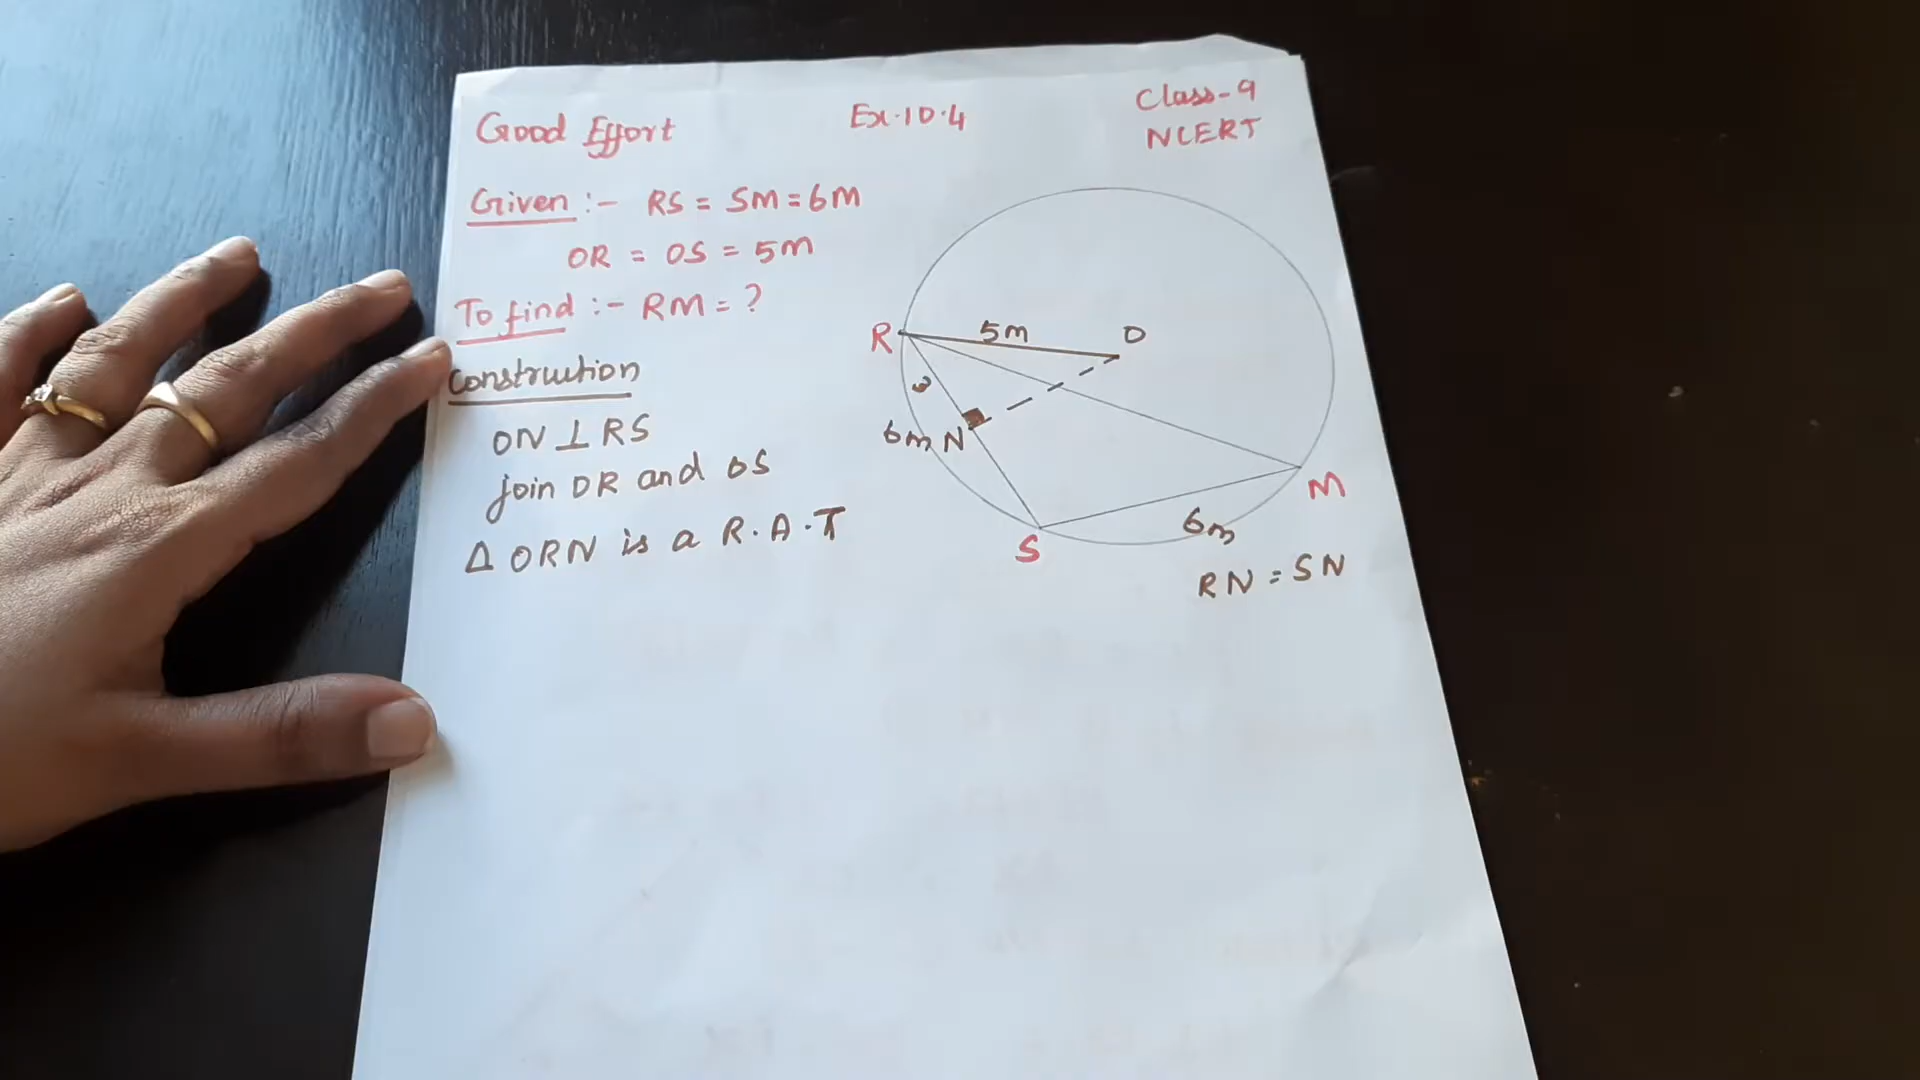 Good Effort
Ex.10.4
Class-9
NCERT
Given :- RS = SM = 6M
OR = OS = 5m
To find :- RM = ?
Construction
ON ⊥ RS
join OR and OS
Δ ORN is a R.A.T
R
5m
O
3
6m N
M
S
6m
RN = SN